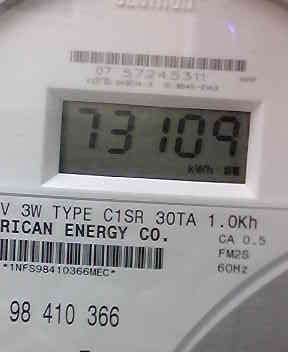 07 57245311
73109
kWh
V 3W TYPE C1SR 30TA 1.0Kh
RICAN ENERGY CO.
CA 0.5
FM2S
60Hz
*1NFS98410366MEC*
98 410 366